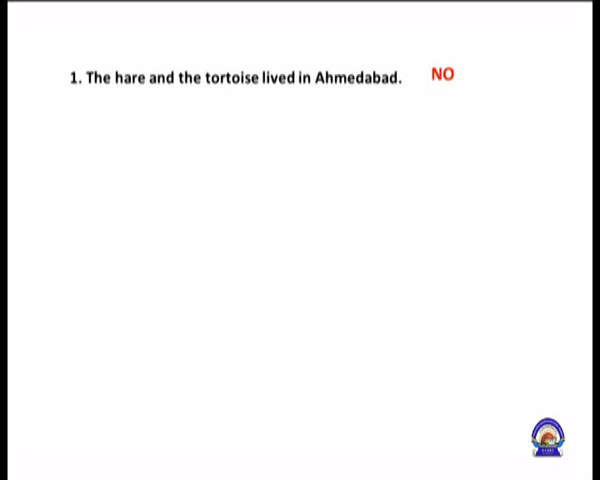 1. The hare and the tortoise lived in Ahmedabad. NO